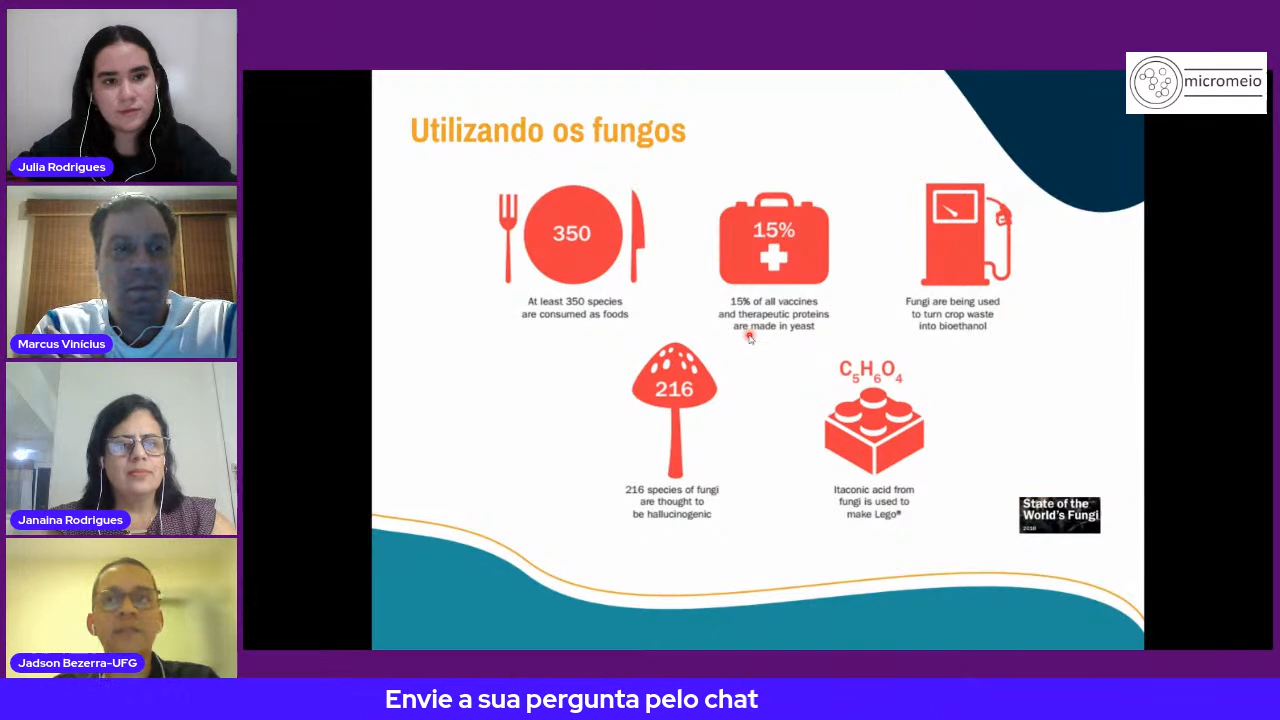 Julia Rodrigues
Marcus Vinícius
Janaina Rodrigues
Jadson Bezerra-UFG
micromeio
Utilizando os fungos
350
At least 350 species
are consumed as foods
15%
15% of all vaccines
and therapeutic proteins
are made in yeast
Fungi are being used
to turn crop waste
into bioethanol
216
216 species of fungi
are thought to
be hallucinogenic
C5H6O4
Itaconic acid from
fungi is used to
make Lego®
State of the
World's Fungi
2018
Envie a sua pergunta pelo chat